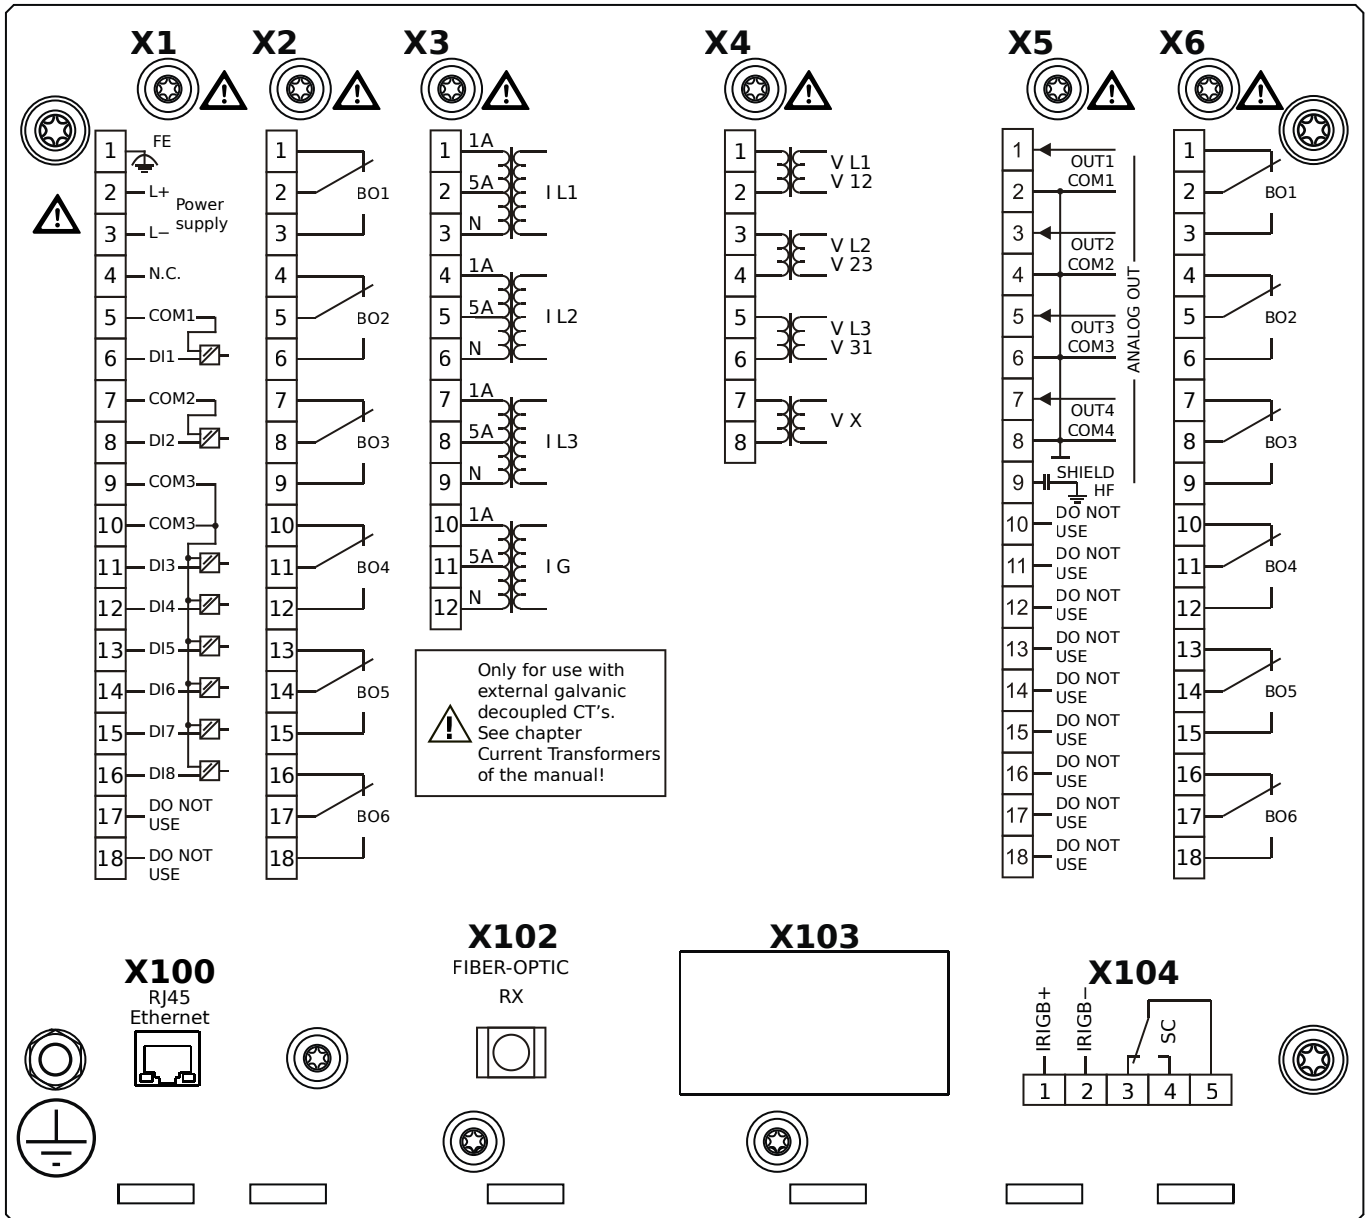 X1
X2
X3
X4
X5
X6
1 FE
2 L+
Power
supply
3 L−
4 N.C.
5 COM1
6 DI1
7 COM2
8 DI2
9 COM3
10 COM3
11 DI3
12 DI4
13 DI5
14 DI6
15 DI7
16 DI8
17 DO NOT
USE
18 DO NOT
USE
1
2 BO1
3
4
5 BO2
6
7
8 BO3
9
10
11 BO4
12
13
14 BO5
15
16
17 BO6
18
1 1A
2 5A I L1
3 N
4 1A
5 5A I L2
6 N
7 1A
8 5A I L3
9 N
10 1A
11 5A I G
12 N
Only for use with
external galvanic
decoupled CT's.
See chapter
Current Transformers
of the manual!
1 V L1
2 V 12
3 V L2
4 V 23
5 V L3
6 V 31
7
V X
8
1 OUT1
2 COM1
3 OUT2
4 COM2
5 OUT3
6 COM3
7 OUT4
8 COM4
ANALOG OUT
9 SHIELD
HF
10 DO NOT
USE
11 DO NOT
USE
12 DO NOT
USE
13 DO NOT
USE
14 DO NOT
USE
15 DO NOT
USE
16 DO NOT
USE
17 DO NOT
USE
18 DO NOT
USE
1
2 BO1
3
4
5 BO2
6
7
8 BO3
9
10
11 BO4
12
13
14 BO5
15
16
17 BO6
18
X100
RJ45
Ethernet
X102
FIBER-OPTIC
RX
X103
X104
IRIGB+
IRIGB−
SC
1 2 3 4 5